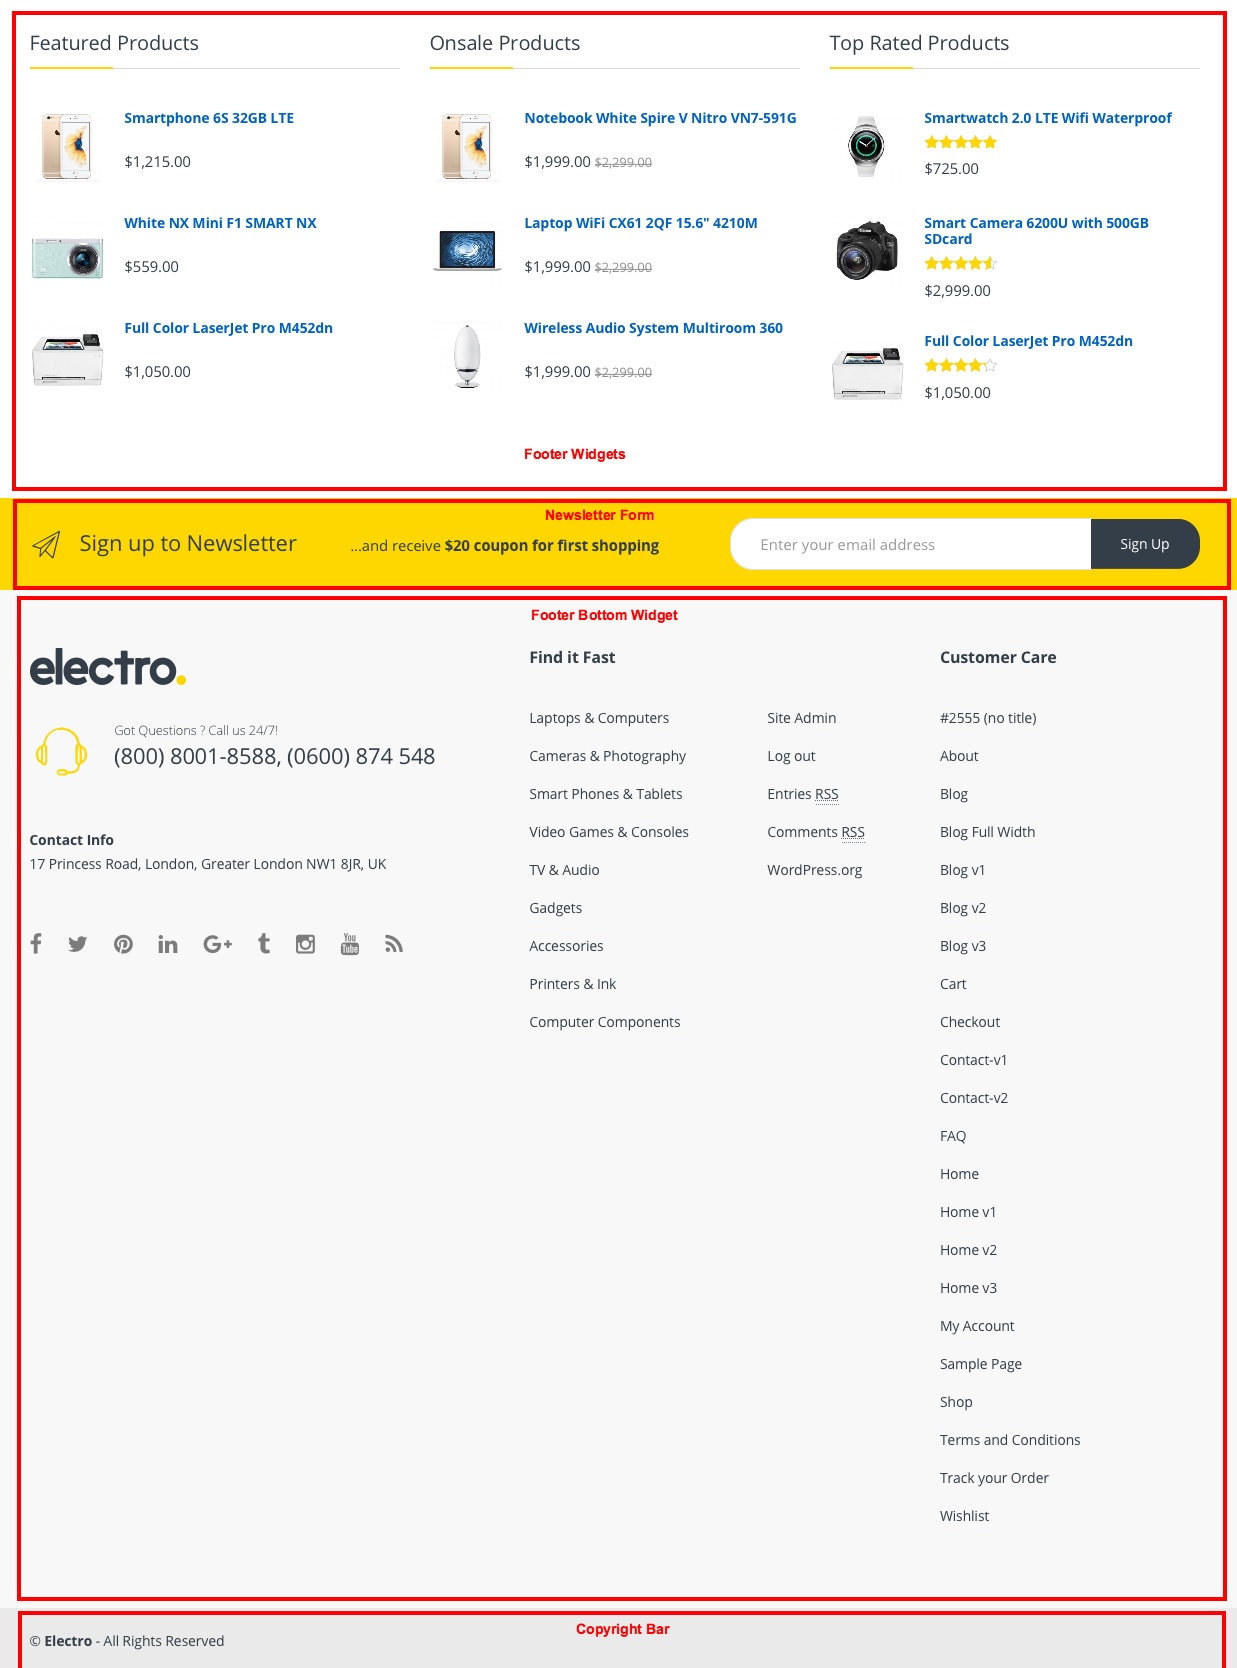 Featured Products
Smartphone 6S 32GB LTE
$1,215.00
White NX Mini F1 SMART NX
$559.00
Full Color LaserJet Pro M452dn
$1,050.00
Onsale Products
Notebook White Spire V Nitro VN7-591G
$1,999.00 $2,299.00
Laptop WiFi CX61 2QF 15.6" 4210M
$1,999.00 $2,299.00
Wireless Audio System Multiroom 360
$1,999.00 $2,299.00
Top Rated Products
Smartwatch 2.0 LTE Wifi Waterproof
$725.00
Smart Camera 6200U with 500GB
SDcard
$2,999.00
Full Color LaserJet Pro M452dn
$1,050.00
Footer Widgets
Newsletter Form
Sign up to Newsletter
...and receive $20 coupon for first shopping
Enter your email address
Sign Up
Footer Bottom Widget
electro.
Got Questions ? Call us 24/7!
(800) 8001-8588, (0600) 874 548
Contact Info
17 Princess Road, London, Greater London NW1 8JR, UK
You
Tube
Find it Fast
Laptops & Computers
Cameras & Photography
Smart Phones & Tablets
Video Games & Consoles
TV & Audio
Gadgets
Accessories
Printers & Ink
Computer Components
Site Admin
Log out
Entries RSS
Comments RSS
WordPress.org
Customer Care
#2555 (no title)
About
Blog
Blog Full Width
Blog v1
Blog v2
Blog v3
Cart
Checkout
Contact-v1
Contact-v2
FAQ
Home
Home v1
Home v2
Home v3
My Account
Sample Page
Shop
Terms and Conditions
Track your Order
Wishlist
Copyright Bar
© Electro - All Rights Reserved